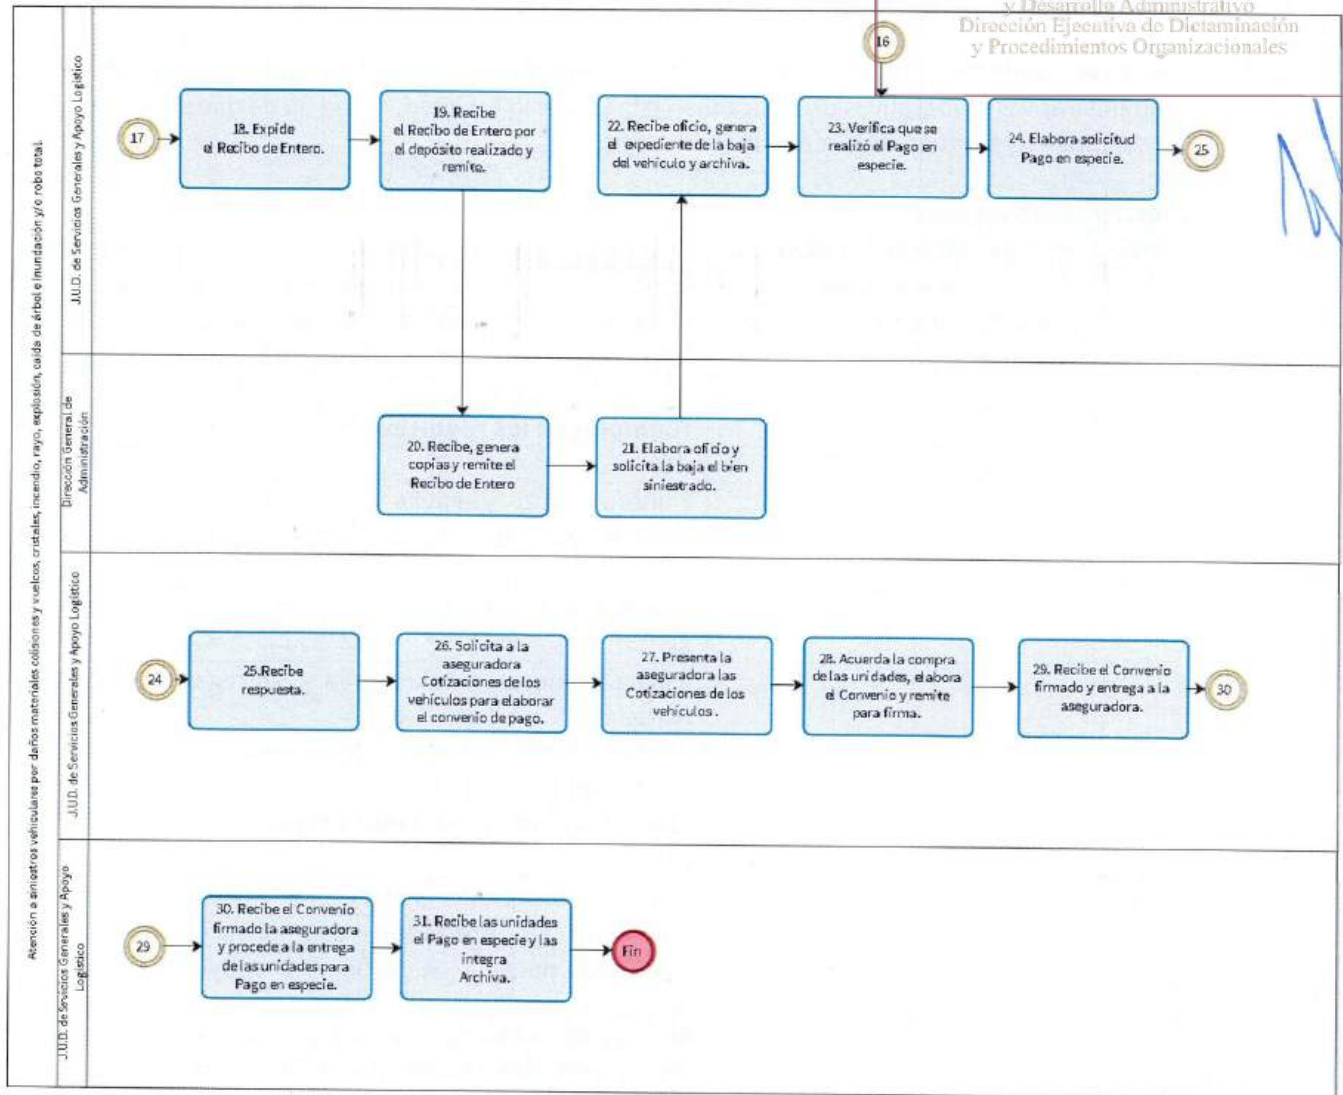 y Desarrollo Administrativo
Dirección Ejecutiva de Dictaminación
y Procedimientos Organizacionales
Atención a siniestros vehiculares por daños materiales colisiones y vuelcos, cristales, incendio, rayo, explosión, caída de árbol e inundación y/o robo total.
J.U.D. de Servicios Generales y Apoyo Logístico
16
17
18. Expide
el Recibo de Entero.
19. Recibe
el Recibo de Entero por
el depósito realizado y
remite.
22. Recibe oficio, genera
el expediente de la baja
del vehículo y archiva.
23. Verifica que se
realizó el Pago en
especie.
24. Elabora solicitud
Pago en especie.
25
Dirección General de
Administración
20. Recibe, genera
copias y remite el
Recibo de Entero
21. Elabora oficio y
solicita la baja el bien
siniestrado.
J.U.D. de Servicios Generales y Apoyo Logístico
24
25.Recibe
respuesta.
26. Solicita a la
aseguradora
Cotizaciones de los
vehículos para elaborar
el convenio de pago.
27. Presenta la
aseguradora las
Cotizaciones de los
vehículos.
28. Acuerda la compra
de las unidades, elabora
el Convenio y remite
para firma.
29. Recibe el Convenio
firmado y entrega a la
aseguradora.
30
J.U.D. de Servicios Generales y Apoyo
Logístico
29
30. Recibe el Convenio
firmado la aseguradora
y procede a la entrega
de las unidades para
Pago en especie.
31. Recibe las unidades
el Pago en especie y las
integra
Archiva.
Fin